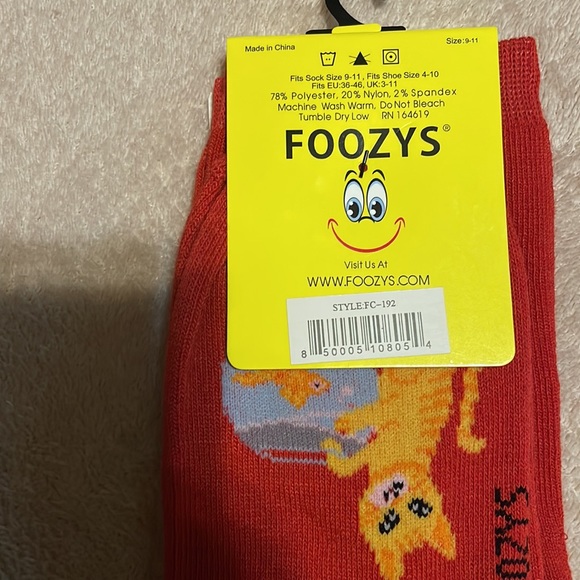 Made in China
Size: 9-11
Fits Sock Size 9-11 , Fits Shoe Size 4-10
Fits EU:36-46, UK:3-11
78% Polyester, 20% Nylon, 2% Spandex
Machine Wash Warm, Do Not Bleach
Tumble Dry Low RN 164619
FOOZYS®
Visit Us At
WWW.FOOZYS.COM
STYLE:FC-192
8 50005 10805 4
OOZYS